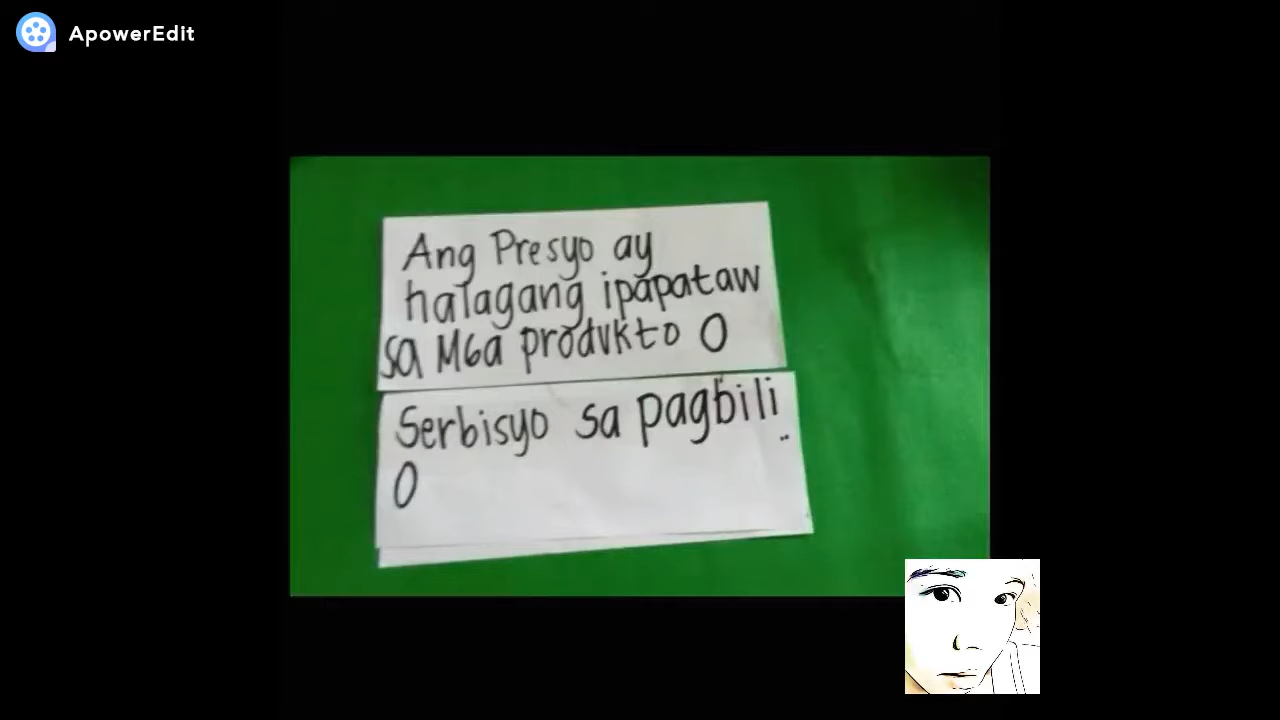 ApowerEdit
Ang Presyo ay
halagang ipapataw
sa M6a produkto O
Serbisyo sa pagbili
O